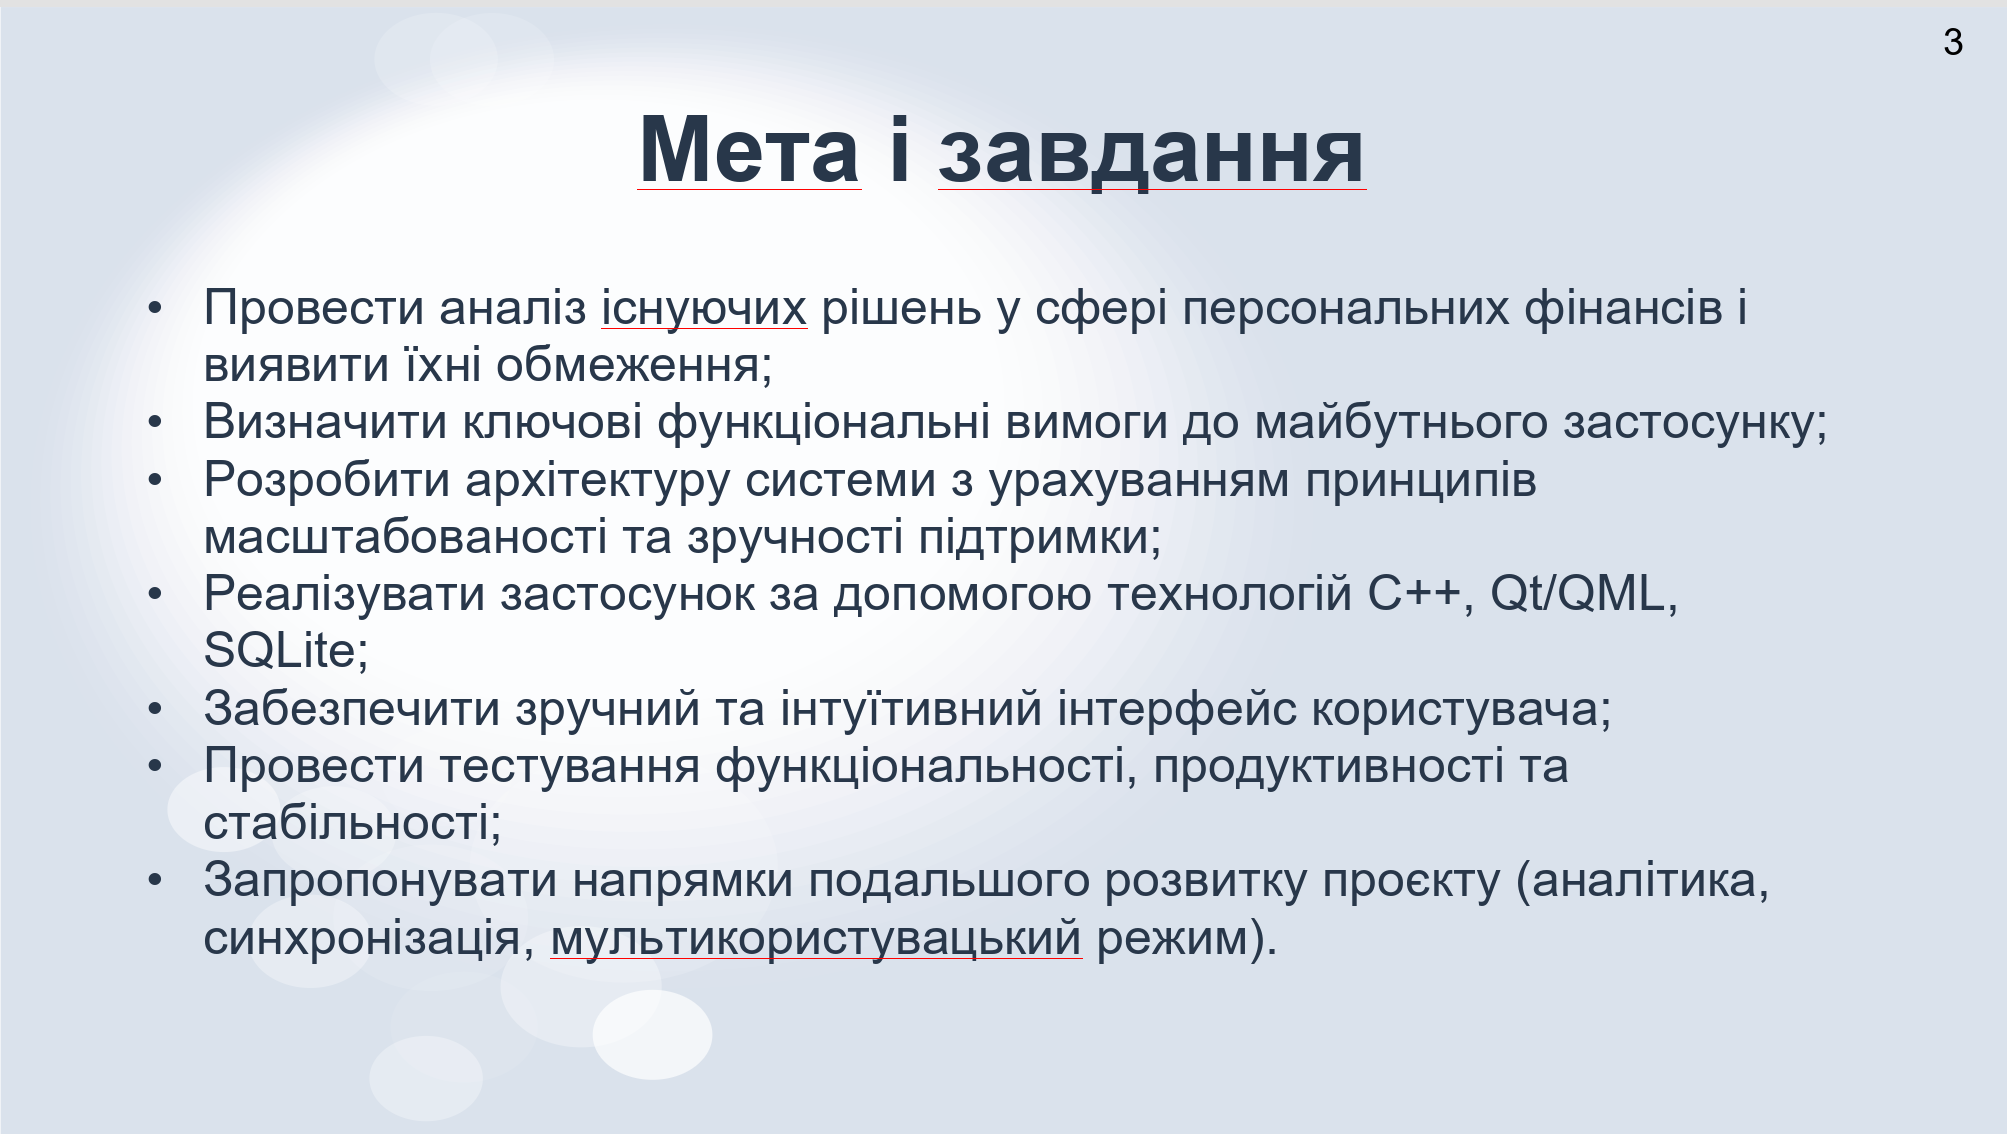 3
Мета і завдання
• Провести аналіз існуючих рішень у сфері персональних фінансів і
виявити їхні обмеження;
• Визначити ключові функціональні вимоги до майбутнього застосунку;
• Розробити архітектуру системи з урахуванням принципів
масштабованості та зручності підтримки;
• Реалізувати застосунок за допомогою технологій C++, Qt/QML,
SQLite;
• Забезпечити зручний та інтуїтивний інтерфейс користувача;
• Провести тестування функціональності, продуктивності та
стабільності;
• Запропонувати напрямки подальшого розвитку проєкту (аналітика,
синхронізація, мультикористувацький режим).